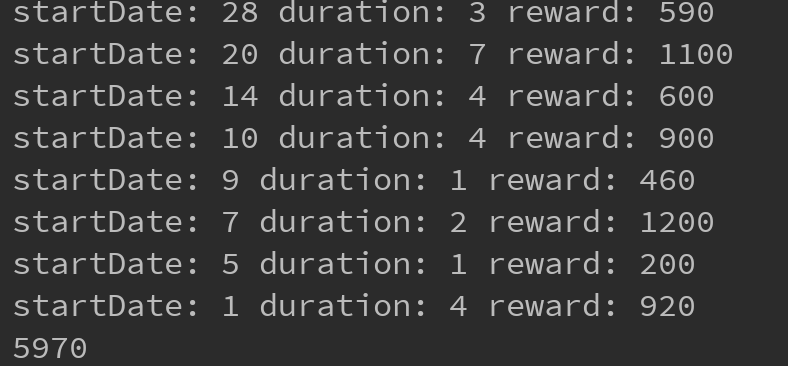 startDate: 28 duration: 3 reward: 590
startDate: 20 duration: 7 reward: 1100
startDate: 14 duration: 4 reward: 600
startDate: 10 duration: 4 reward: 900
startDate: 9 duration: 1 reward: 460
startDate: 7 duration: 2 reward: 1200
startDate: 5 duration: 1 reward: 200
startDate: 1 duration: 4 reward: 920
5970